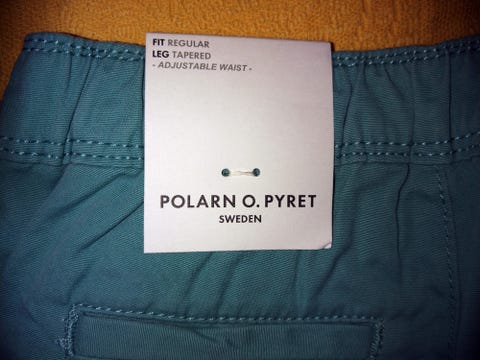 FIT REGULAR
LEG TAPERED
- ADJUSTABLE WAIST -
POLARN O. PYRET
SWEDEN